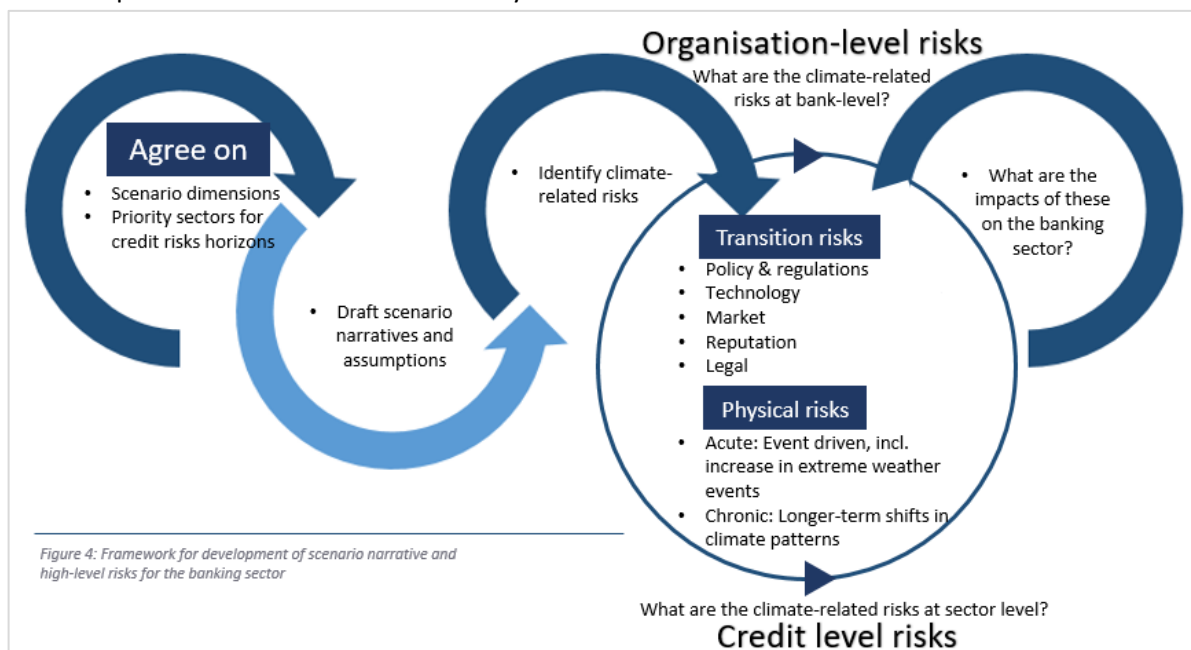 Organisation-level risks
What are the climate-related
risks at bank-level?
Agree on
• Scenario dimensions
• Priority sectors for
credit risks horizons
• Draft scenario
narratives and
assumptions
• Identify climate-
related risks
Transition risks
• Policy & regulations
• Technology
• Market
• Reputation
• Legal
Physical risks
• Acute: Event driven, incl.
increase in extreme weather
events
• Chronic: Longer-term shifts in
climate patterns
• What are the
impacts of these
on the banking
sector?
Figure 4: Framework for development of scenario narrative and
high-level risks for the banking sector
What are the climate-related risks at sector level?
Credit level risks